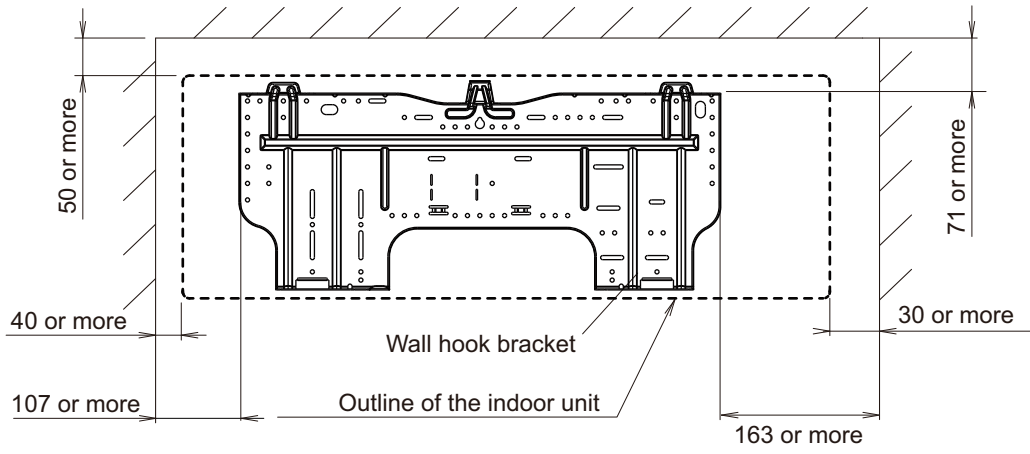 50 or more
71 or more
40 or more
30 or more
Wall hook bracket
107 or more
Outline of the indoor unit
163 or more